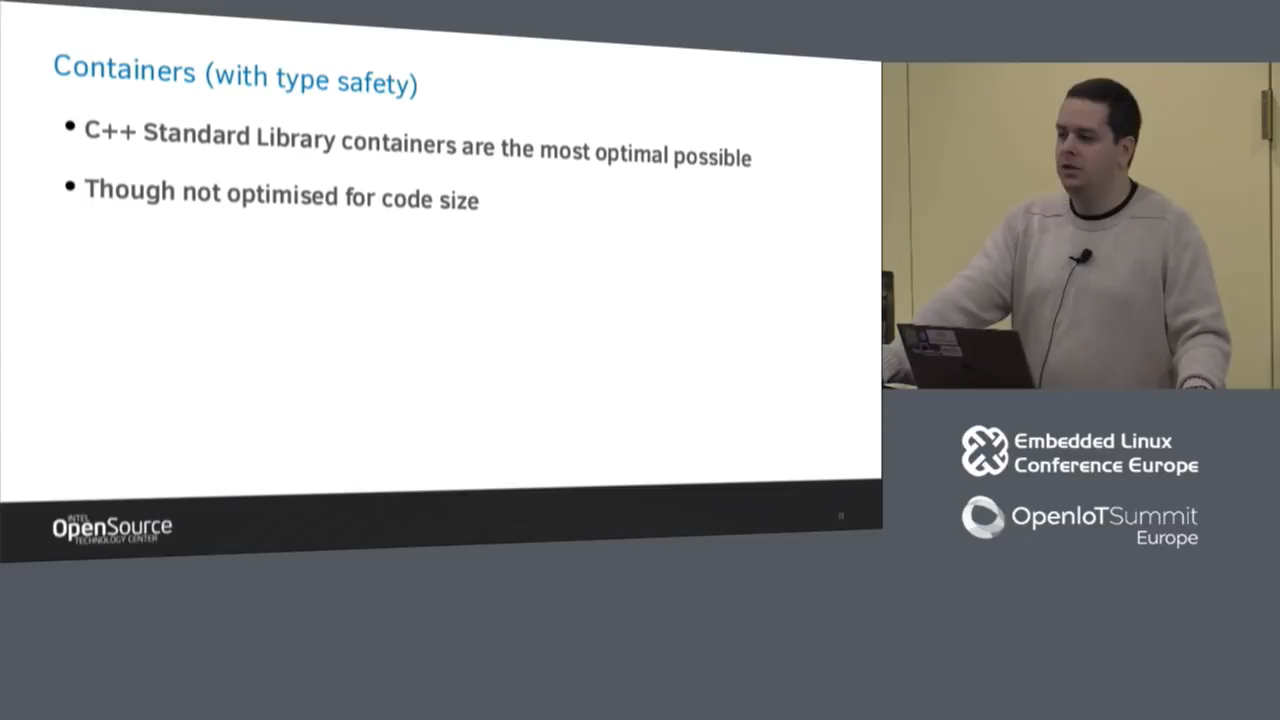 Containers (with type safety)
• C++ Standard Library containers are the most optimal possible
• Though not optimised for code size
INTEL
OpenSource
TECHNOLOGY CENTER
Embedded Linux
Conference Europe
OpenIoTSummit
Europe